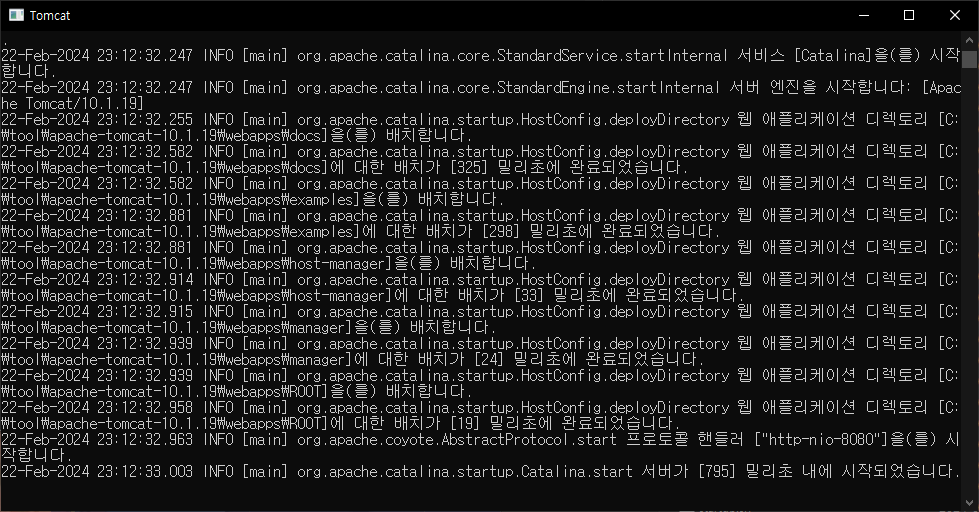 Tomcat
.
22-Feb-2024 23:12:32.247 INFO [main] org.apache.catalina.core.StandardService.startInternal 서비스 [Catalina]을(를) 시작
합니다.
22-Feb-2024 23:12:32.247 INFO [main] org.apache.catalina.core.StandardEngine.startInternal 서버 엔진을 시작합니다: [Apac
he Tomcat/10.1.19]
22-Feb-2024 23:12:32.255 INFO [main] org.apache.catalina.startup.HostConfig.deployDirectory 웹 애플리케이션 디렉토리 [C:
₩tool₩apache-tomcat-10.1.19₩webapps₩docs]을(를) 배치합니다.
22-Feb-2024 23:12:32.582 INFO [main] org.apache.catalina.startup.HostConfig.deployDirectory 웹 애플리케이션 디렉토리 [C:
₩tool₩apache-tomcat-10.1.19₩webapps₩docs]에 대한 배치가 [325] 밀리초에 완료되었습니다.
22-Feb-2024 23:12:32.582 INFO [main] org.apache.catalina.startup.HostConfig.deployDirectory 웹 애플리케이션 디렉토리 [C:
₩tool₩apache-tomcat-10.1.19₩webapps₩examples]을(를) 배치합니다.
22-Feb-2024 23:12:32.881 INFO [main] org.apache.catalina.startup.HostConfig.deployDirectory 웹 애플리케이션 디렉토리 [C:
₩tool₩apache-tomcat-10.1.19₩webapps₩examples]에 대한 배치가 [298] 밀리초에 완료되었습니다.
22-Feb-2024 23:12:32.881 INFO [main] org.apache.catalina.startup.HostConfig.deployDirectory 웹 애플리케이션 디렉토리 [C:
₩tool₩apache-tomcat-10.1.19₩webapps₩host-manager]을(를) 배치합니다.
22-Feb-2024 23:12:32.914 INFO [main] org.apache.catalina.startup.HostConfig.deployDirectory 웹 애플리케이션 디렉토리 [C:
₩tool₩apache-tomcat-10.1.19₩webapps₩host-manager]에 대한 배치가 [33] 밀리초에 완료되었습니다.
22-Feb-2024 23:12:32.915 INFO [main] org.apache.catalina.startup.HostConfig.deployDirectory 웹 애플리케이션 디렉토리 [C:
₩tool₩apache-tomcat-10.1.19₩webapps₩manager]을(를) 배치합니다.
22-Feb-2024 23:12:32.939 INFO [main] org.apache.catalina.startup.HostConfig.deployDirectory 웹 애플리케이션 디렉토리 [C:
₩tool₩apache-tomcat-10.1.19₩webapps₩manager]에 대한 배치가 [24] 밀리초에 완료되었습니다.
22-Feb-2024 23:12:32.939 INFO [main] org.apache.catalina.startup.HostConfig.deployDirectory 웹 애플리케이션 디렉토리 [C:
₩tool₩apache-tomcat-10.1.19₩webapps₩ROOT]을(를) 배치합니다.
22-Feb-2024 23:12:32.958 INFO [main] org.apache.catalina.startup.HostConfig.deployDirectory 웹 애플리케이션 디렉토리 [C:
₩tool₩apache-tomcat-10.1.19₩webapps₩ROOT]에 대한 배치가 [19] 밀리초에 완료되었습니다.
22-Feb-2024 23:12:32.963 INFO [main] org.apache.coyote.AbstractProtocol.start 프로토콜 핸들러 ["http-nio-8080"]을(를) 시
작합니다.
22-Feb-2024 23:12:33.003 INFO [main] org.apache.catalina.startup.Catalina.start 서버가 [795] 밀리초 내에 시작되었습니다.